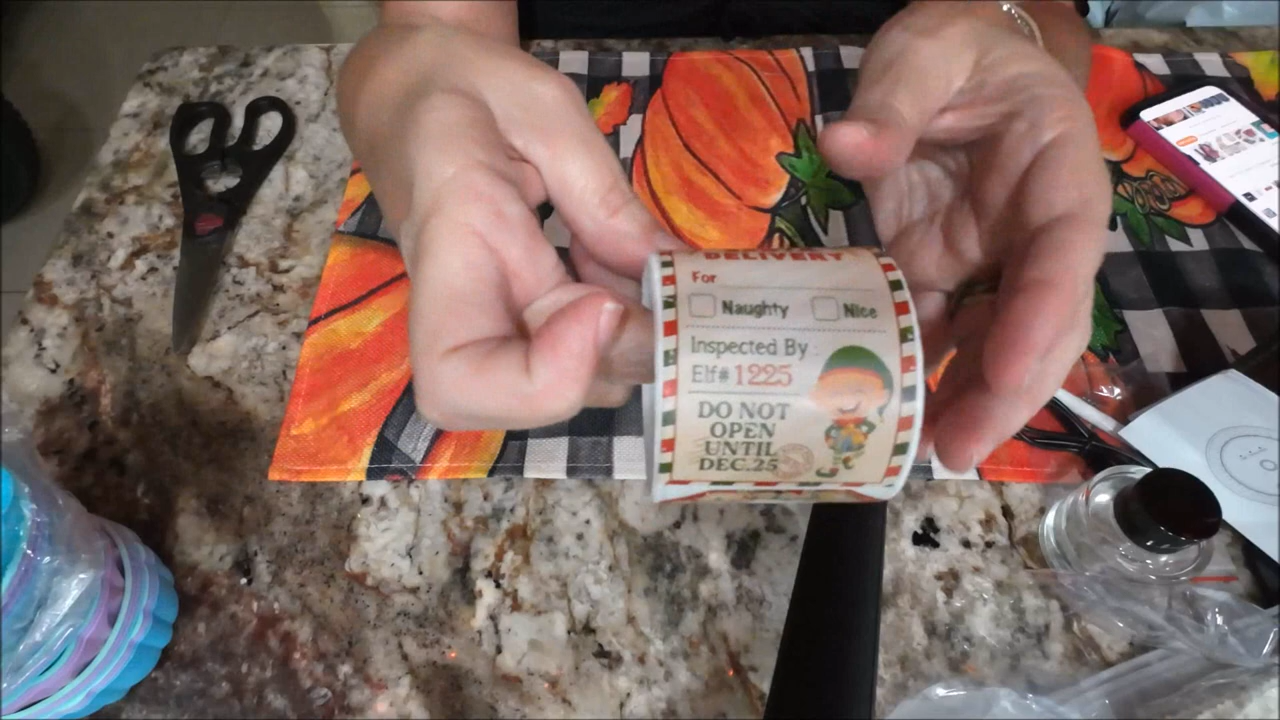 DELIVERY
For
Naughty Nice
Inspected By
Elf# 1225
DO NOT
OPEN
UNTIL
DEC.25